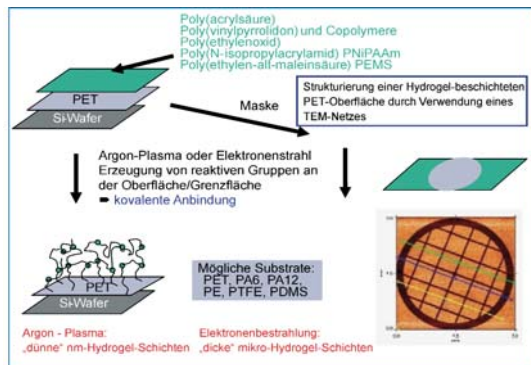 Poly(acrylsäure)
Poly(vinylpyrrolidon) und Copolymere
Poly(ethylenoxid)
Poly(N-isopropylacrylamid) PNiPAAm
Poly(ethylen-alt-maleinsäure) PEMS
PET
Si-Wafer
Maske
Strukturierung einer Hydrogel-beschichteten
PET-Oberfläche durch Verwendung eines
TEM-Netzes
Argon-Plasma oder Elektronenstrahl
Erzeugung von reaktiven Gruppen an
der Oberfläche/Grenzfläche
➨ kovalente Anbindung
PET
Si-Wafer
Mögliche Substrate:
PET, PA6, PA12,
PE, PTFE, PDMS
Argon - Plasma:
„dünne" nm-Hydrogel-Schichten
Elektronenbestrahlung:
„dicke" mikro-Hydrogel-Schichten